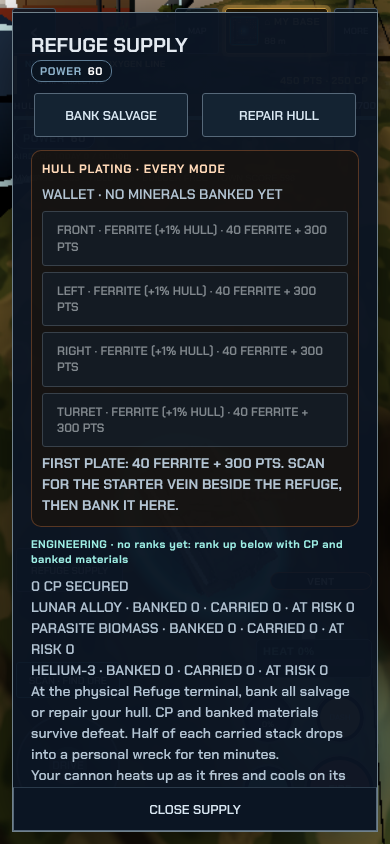 REFUGE SUPPLY
POWER 60
BANK SALVAGE
REPAIR HULL
HULL PLATING · EVERY MODE
WALLET · NO MINERALS BANKED YET
FRONT · FERRITE (+1% HULL) · 40 FERRITE + 300
PTS
LEFT · FERRITE (+1% HULL) · 40 FERRITE + 300
PTS
RIGHT · FERRITE (+1% HULL) · 40 FERRITE + 300
PTS
TURRET · FERRITE (+1% HULL) · 40 FERRITE +
300 PTS
FIRST PLATE: 40 FERRITE + 300 PTS. SCAN
FOR THE STARTER VEIN BESIDE THE REFUGE,
THEN BANK IT HERE.
ENGINEERING · no ranks yet: rank up below with CP and
banked materials
0 CP SECURED
LUNAR ALLOY · BANKED 0 · CARRIED 0 · AT RISK 0
PARASITE BIOMASS · BANKED 0 · CARRIED 0 · AT
RISK 0
HELIUM-3 · BANKED 0 · CARRIED 0 · AT RISK 0
At the physical Refuge terminal, bank all salvage
or repair your hull. CP and banked materials
survive defeat. Half of each carried stack drops
into a personal wreck for ten minutes.
Your cannon heats up as it fires and cools on its
CLOSE SUPPLY